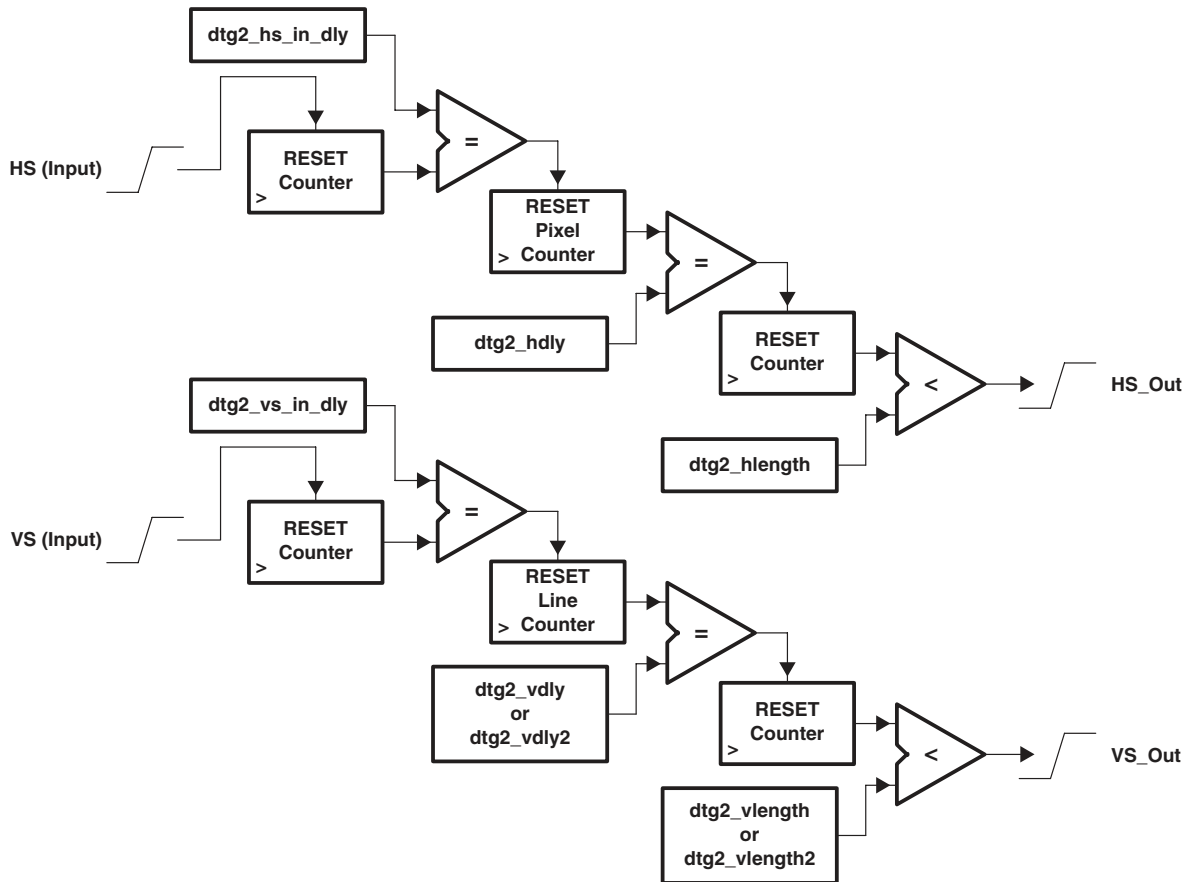 dtg2_hs_in_dly
HS (Input)
RESET
Counter
>
=
RESET
Pixel
Counter
>
=
dtg2_hdly
RESET
Counter
>
<
HS_Out
dtg2_hlength
dtg2_vs_in_dly
VS (Input)
RESET
Counter
>
=
RESET
Line
Counter
>
=
dtg2_vdly
or
dtg2_vdly2
RESET
Counter
>
<
VS_Out
dtg2_vlength
or
dtg2_vlength2